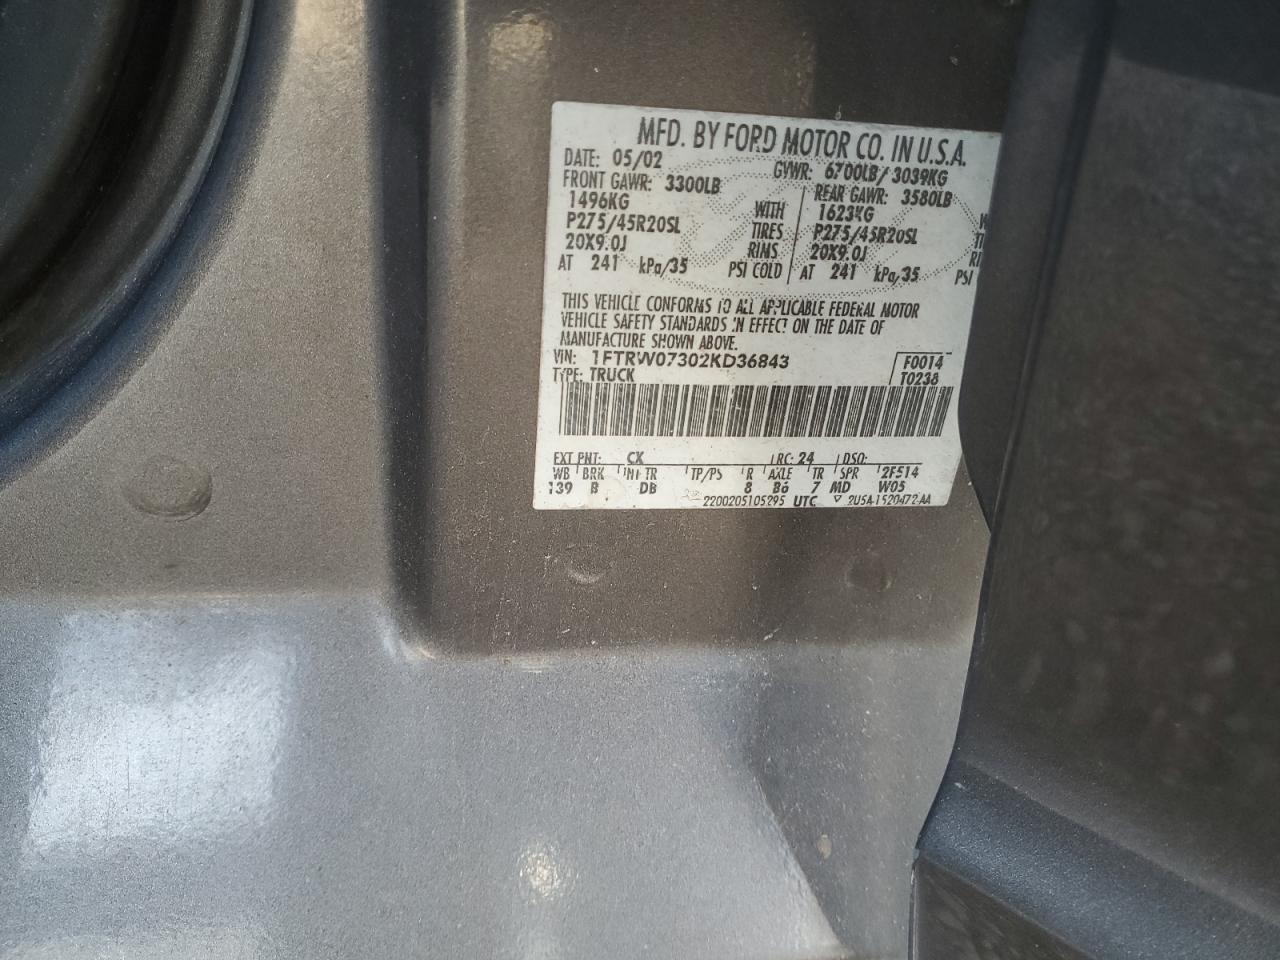 MFD. BY FORD MOTOR CO. IN U.S.A.
DATE: 05/02 GVWR: 6700LB/ 3039KG
FRONT GAWR: 3300LB REAR GAWR: 3580LB
1496KG WITH 1623KG
P275/45R20SL TIRES P275/45R20SL
20X9.0J RIMS 20X9.0J
AT 241 kPa/35 PSI COLD AT 241 kPa/35 PSI
THIS VEHICLE CONFORMS TO ALL APPLICABLE FEDERAL MOTOR
VEHICLE SAFETY STANDARDS IN EFFECT ON THE DATE OF
MANUFACTURE SHOWN ABOVE.
VIN: 1FTRW07302KD36843 F0014
TYPE: TRUCK T0238
EXT PNT: CX RC: 24 DSO:
WB BRK INT TR TP/PS R AXLE TR SPR 2F514
139 B DB 8 B6 7 MD W05
2200205105295 UTC ▽ 2U5A-1520472-AA